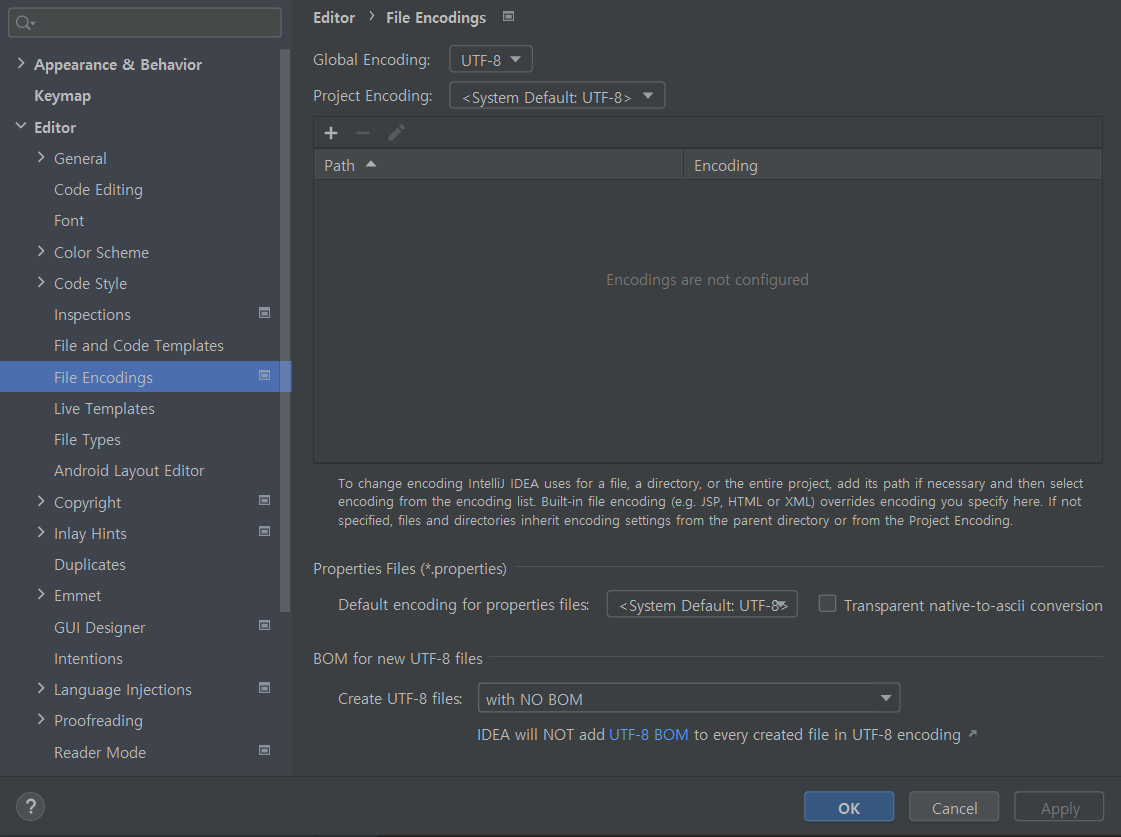 Appearance & Behavior
Keymap
Editor
General
Code Editing
Font
Color Scheme
Code Style
Inspections
File and Code Templates
File Encodings
Live Templates
File Types
Android Layout Editor
Copyright
Inlay Hints
Duplicates
Emmet
GUI Designer
Intentions
Language Injections
Proofreading
Reader Mode
Editor > File Encodings
Global Encoding: UTF-8
Project Encoding: <System Default: UTF-8>
Path Encoding
Encodings are not configured
To change encoding IntelliJ IDEA uses for a file, a directory, or the entire project, add its path if necessary and then select
encoding from the encoding list. Built-in file encoding (e.g. JSP, HTML or XML) overrides encoding you specify here. If not
specified, files and directories inherit encoding settings from the parent directory or from the Project Encoding.
Properties Files (*.properties)
Default encoding for properties files: <System Default: UTF-8> Transparent native-to-ascii conversion
BOM for new UTF-8 files
Create UTF-8 files: with NO BOM
IDEA will NOT add UTF-8 BOM to every created file in UTF-8 encoding ↗
? OK Cancel Apply